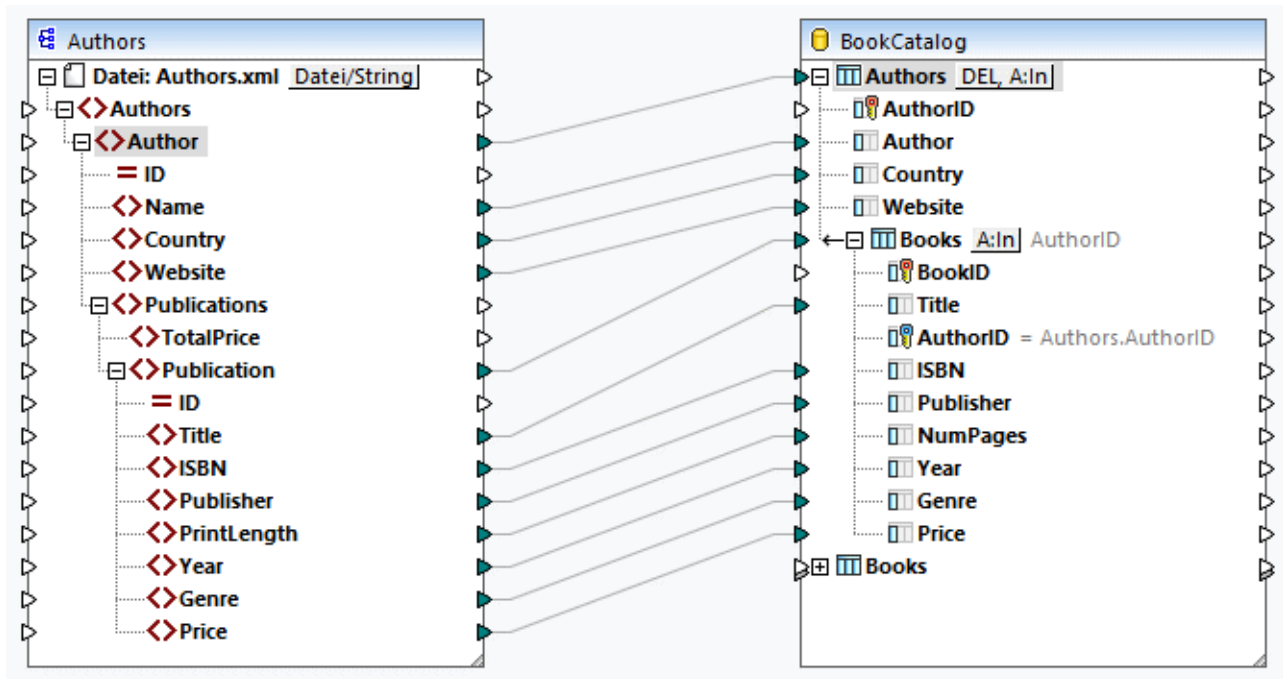 Authors
Datei: Authors.xml Datei/String
Authors
Author
ID
Name
Country
Website
Publications
TotalPrice
Publication
ID
Title
ISBN
Publisher
PrintLength
Year
Genre
Price
BookCatalog
Authors DEL, A:In
AuthorID
Author
Country
Website
Books A:In AuthorID
BookID
Title
AuthorID = Authors.AuthorID
ISBN
Publisher
NumPages
Year
Genre
Price
Books